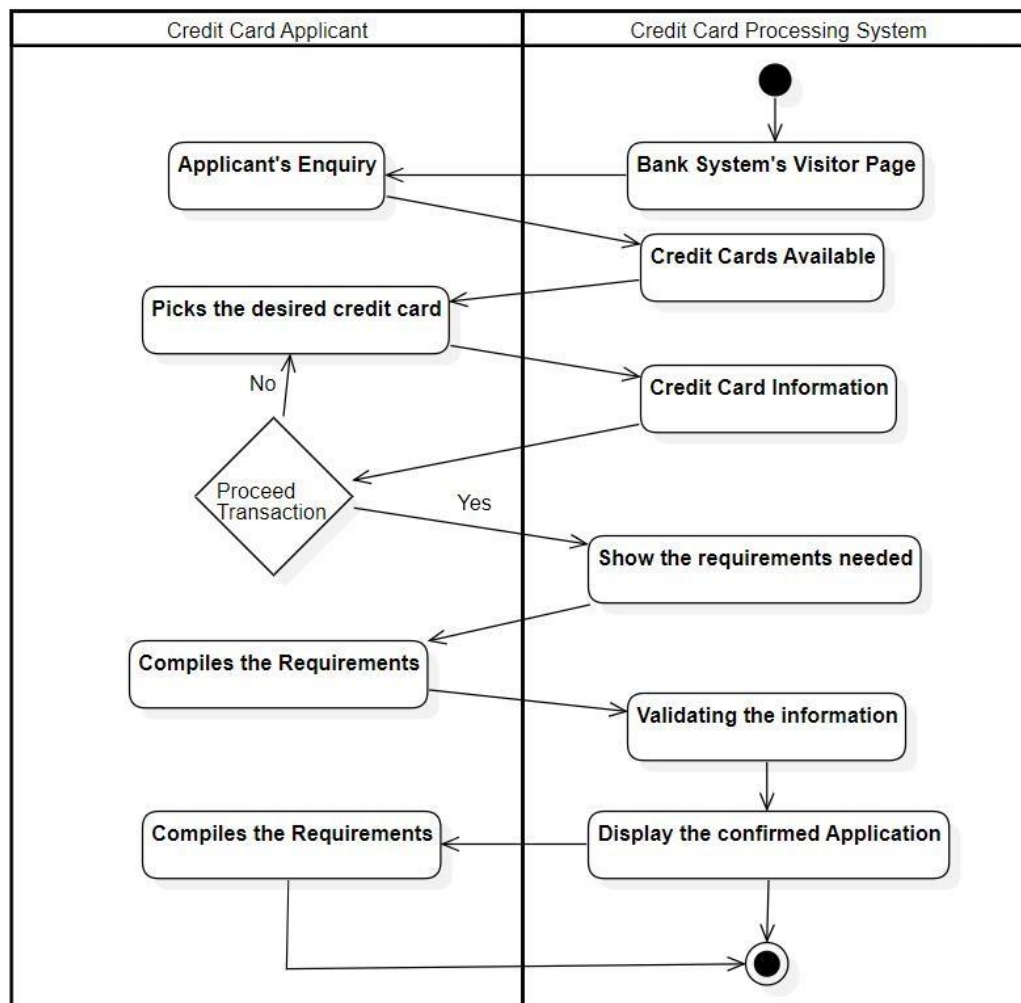 Credit Card Applicant
Credit Card Processing System
Applicant's Enquiry
Bank System's Visitor Page
Credit Cards Available
Picks the desired credit card
No
Credit Card Information
Proceed
Transaction
Yes
Show the requirements needed
Compiles the Requirements
Validating the information
Compiles the Requirements
Display the confirmed Application